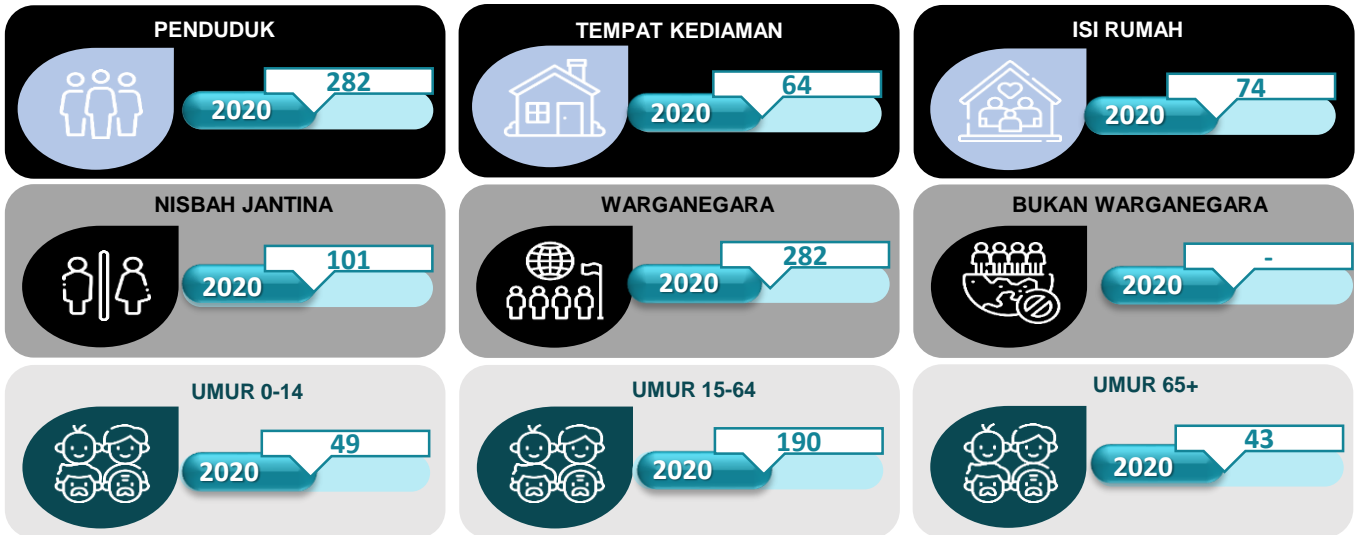 PENDUDUK
282
2020
TEMPAT KEDIAMAN
64
2020
ISI RUMAH
74
2020
NISBAH JANTINA
101
2020
WARGANEGARA
282
2020
BUKAN WARGANEGARA
-
2020
UMUR 0-14
49
2020
UMUR 15-64
190
2020
UMUR 65+
43
2020